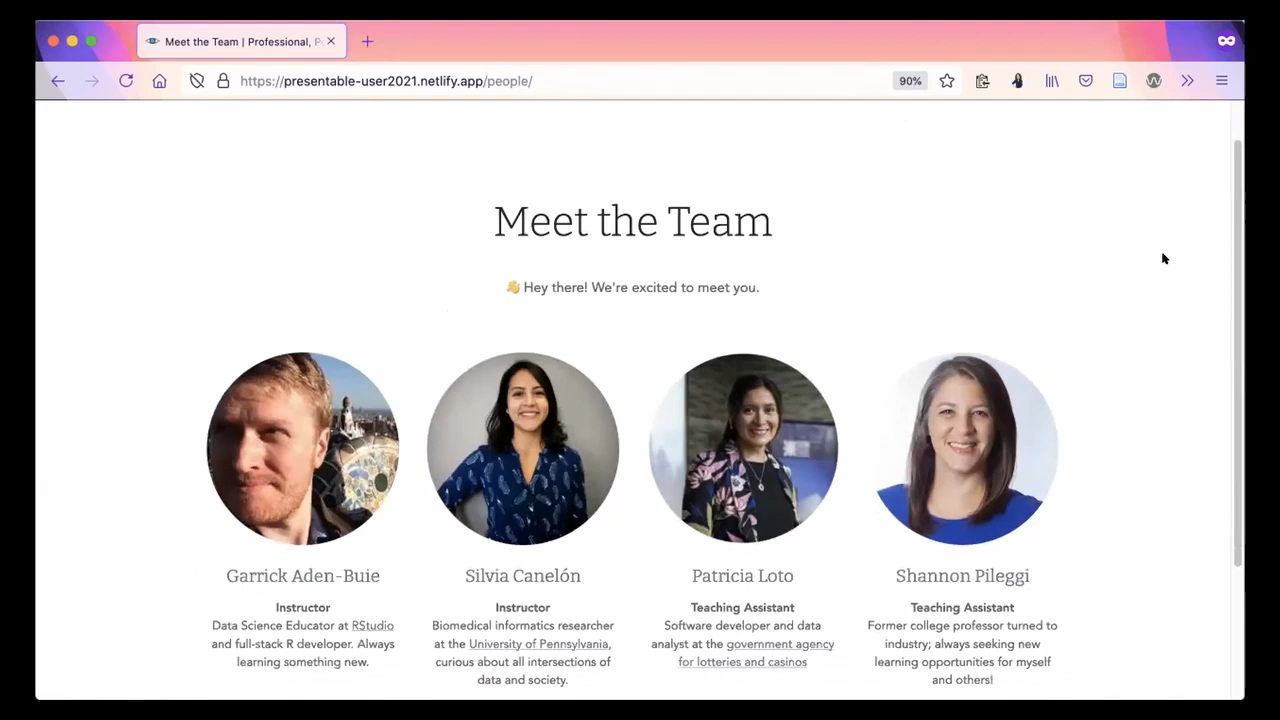 Meet the Team | Professional, P
https://presentable-user2021.netlify.app/people/
90%
Meet the Team
👋 Hey there! We're excited to meet you.
Garrick Aden-Buie
Instructor
Data Science Educator at RStudio
and full-stack R developer. Always
learning something new.
Silvia Canelón
Instructor
Biomedical informatics researcher
at the University of Pennsylvania,
curious about all intersections of
data and society.
Patricia Loto
Teaching Assistant
Software developer and data
analyst at the government agency
for lotteries and casinos
Shannon Pileggi
Teaching Assistant
Former college professor turned to
industry; always seeking new
learning opportunities for myself
and others!